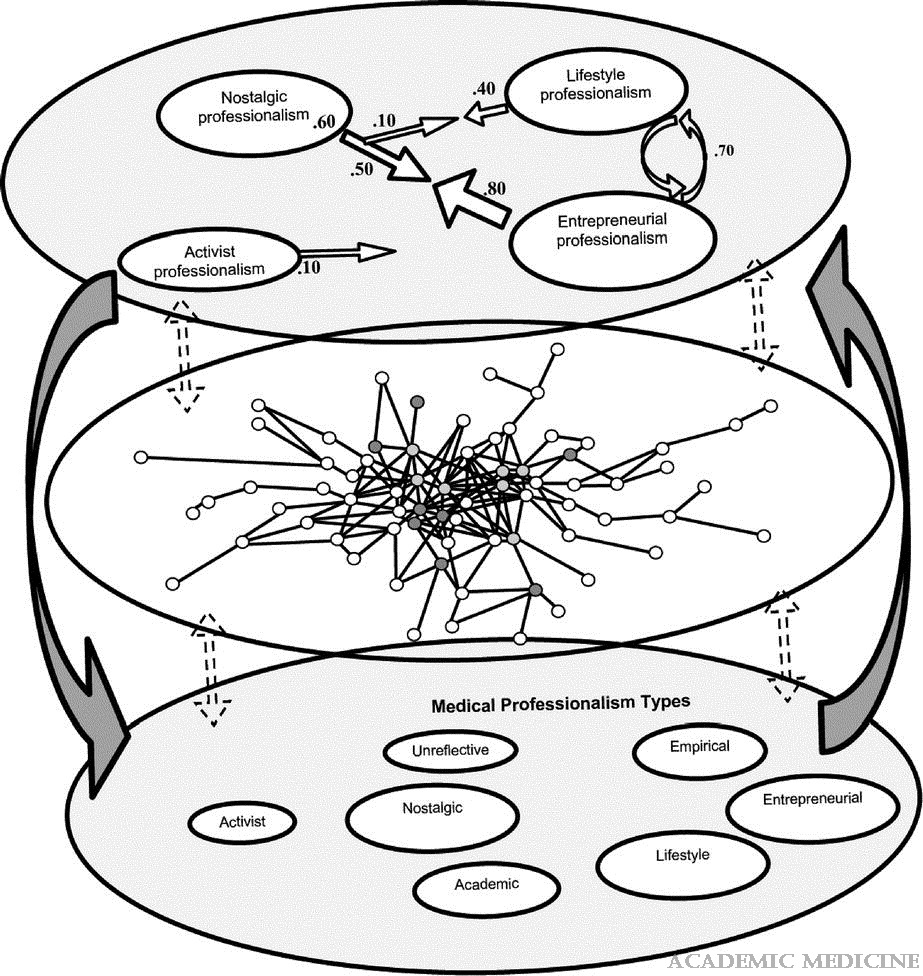 Nostalgic
professionalism
.60
.10
.50
.40
Lifestyle
professionalism
.70
.80
Entrepreneurial
professionalism
Activist
professionalism
.10
Medical Professionalism Types
Unreflective
Empirical
Nostalgic
Entrepreneurial
Activist
Lifestyle
Academic
ACADEMIC MEDICINE